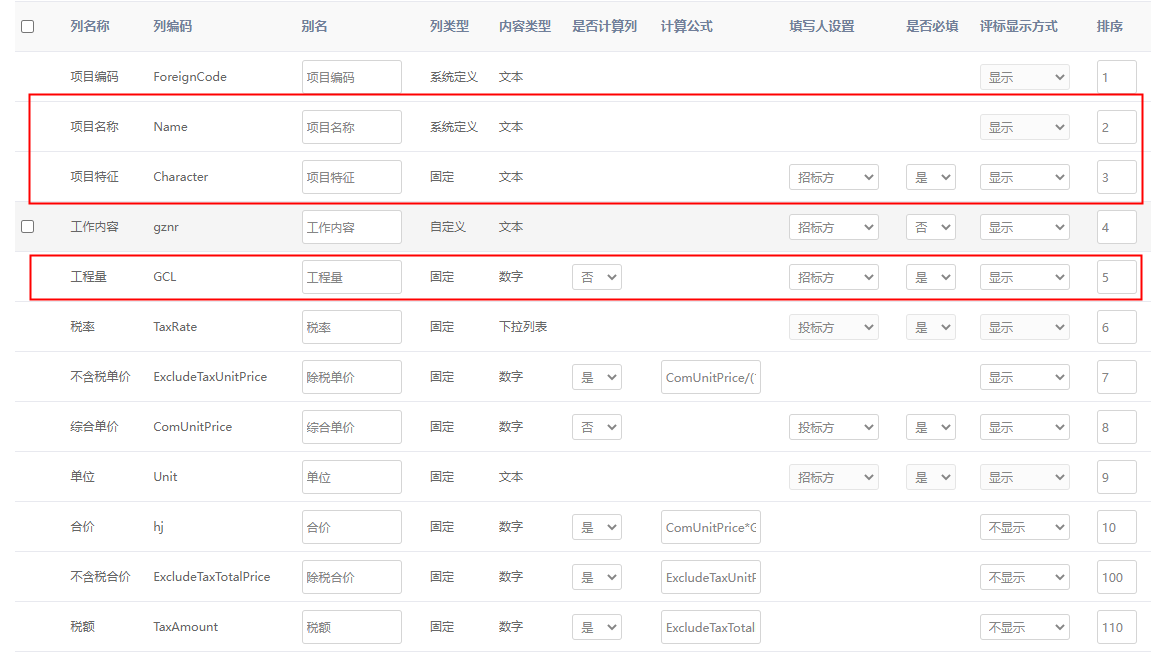 列名称 列编码 别名 列类型 内容类型 是否计算列 计算公式 填写人设置 是否必填 评标显示方式 排序
项目编码 ForeignCode 项目编码 系统定义 文本 显示 1
项目名称 Name 项目名称 系统定义 文本 显示 2
项目特征 Character 项目特征 固定 文本 招标方 是 显示 3
工作内容 gznr 工作内容 自定义 文本 招标方 否 显示 4
工程量 GCL 工程量 固定 数字 否 招标方 是 显示 5
税率 TaxRate 税率 固定 下拉列表 投标方 是 显示 6
不含税单价 ExcludeTaxUnitPrice 除税单价 固定 数字 是 ComUnitPrice/( 显示 7
综合单价 ComUnitPrice 综合单价 固定 数字 否 投标方 是 显示 8
单位 Unit 单位 固定 文本 招标方 是 显示 9
合价 hj 合价 固定 数字 是 ComUnitPrice*G 不显示 10
不含税合价 ExcludeTaxTotalPrice 除税合价 固定 数字 是 ExcludeTaxUnitF 不显示 100
税额 TaxAmount 税额 固定 数字 是 ExcludeTaxTotal 不显示 110